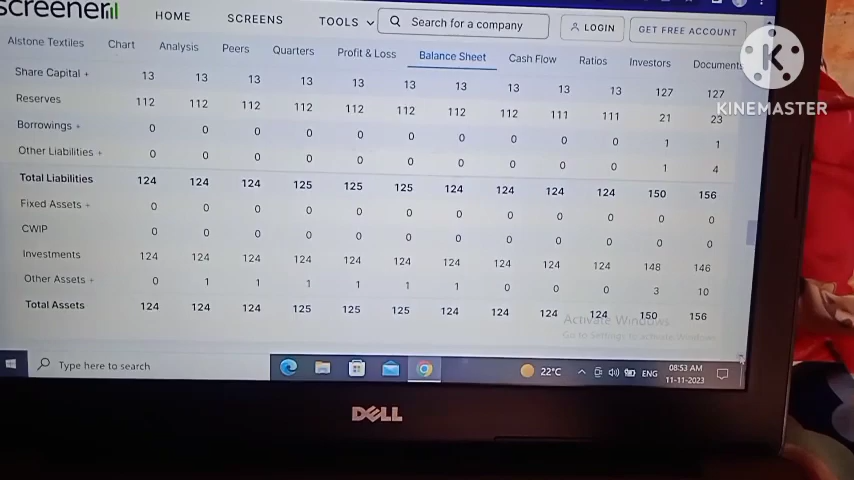 screener
HOME SCREENS TOOLS Search for a company LOGIN GET FREE ACCOUNT
Alstone Textiles Chart Analysis Peers Quarters Profit & Loss Balance Sheet Cash Flow Ratios Investors Documents
Share Capital + 13 13 13 13 13 13 13 13 13 13 127 127
Reserves 112 112 112 112 112 112 112 112 111 111 21 23
Borrowings + 0 0 0 0 0 0 0 0 0 0 1 1
Other Liabilities + 0 0 0 0 0 0 0 0 0 0 1 4
Total Liabilities 124 124 124 125 125 125 124 124 124 124 150 156
Fixed Assets + 0 0 0 0 0 0 0 0 0 0 0 0
CWIP 0 0 0 0 0 0 0 0 0 0 0 0
Investments 124 124 124 124 124 124 124 124 124 124 148 146
Other Assets + 0 1 1 1 1 1 1 0 0 0 3 10
Total Assets 124 124 124 125 125 125 124 124 124 124 150 156
Activate Windows
Go to Settings to activate Windows.
Type here to search 22°C ENG 08:53 AM
11-11-2023
DELL
K
KINEMASTER